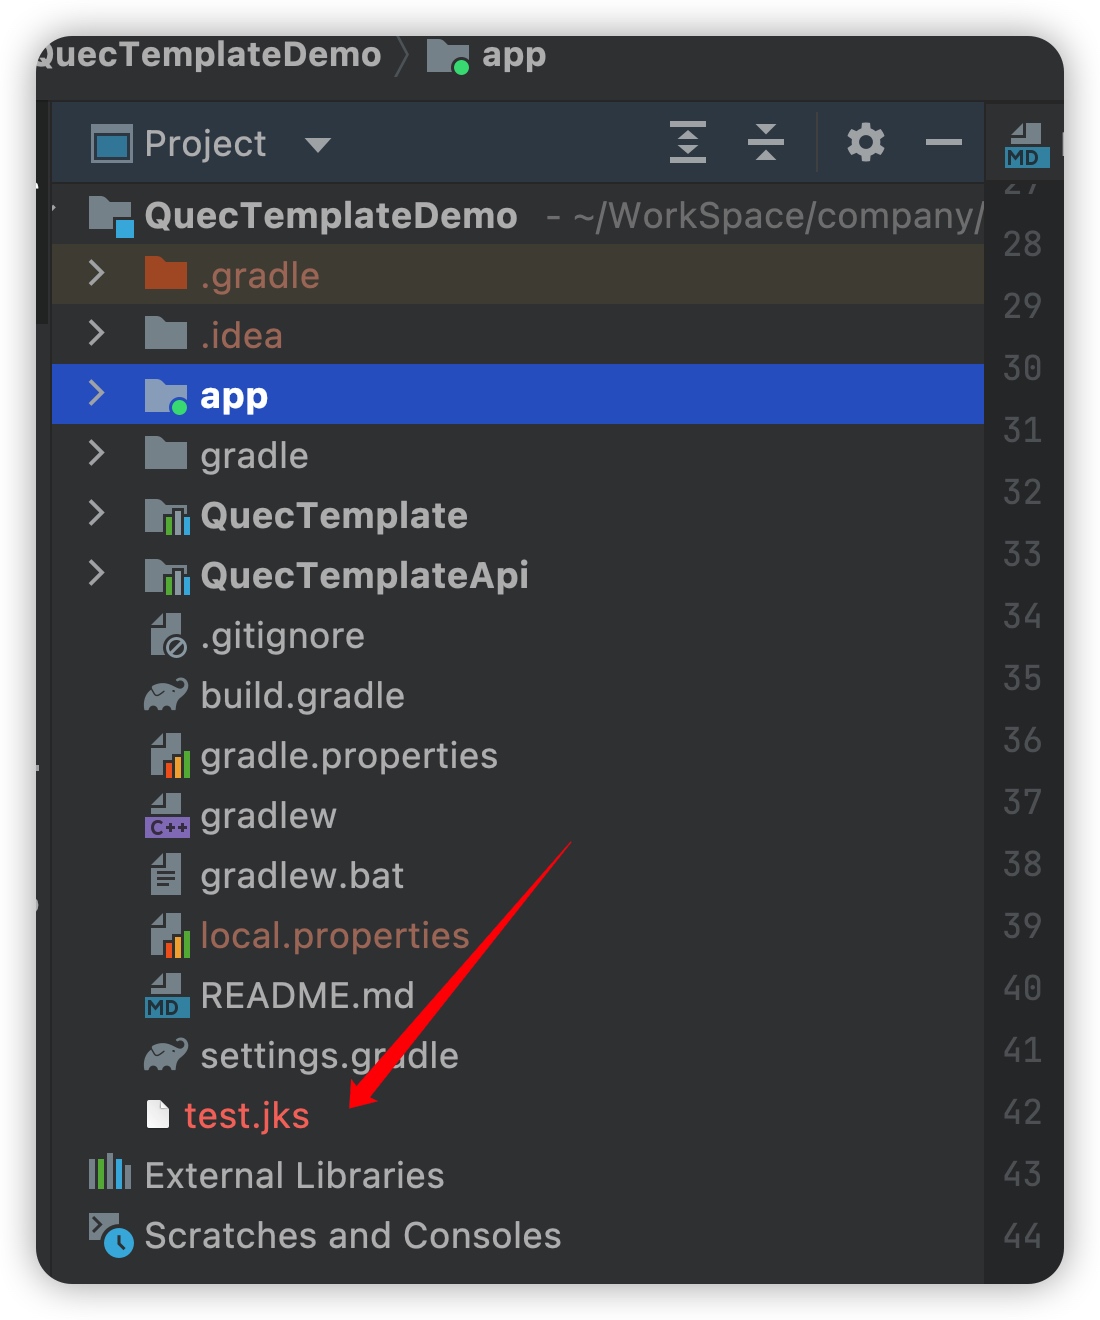 QuecTemplateDemo 〉 app
Project
MD
QuecTemplateDemo - ~/WorkSpace/company/
27
.gradle
28
.idea
29
app
30
gradle
31
QuecTemplate
32
QuecTemplateApi
33
.gitignore
34
build.gradle
35
gradle.properties
36
C++ gradlew
37
gradlew.bat
38
local.properties
39
MD README.md
40
settings.gradle
41
test.jks
42
External Libraries
43
Scratches and Consoles
44